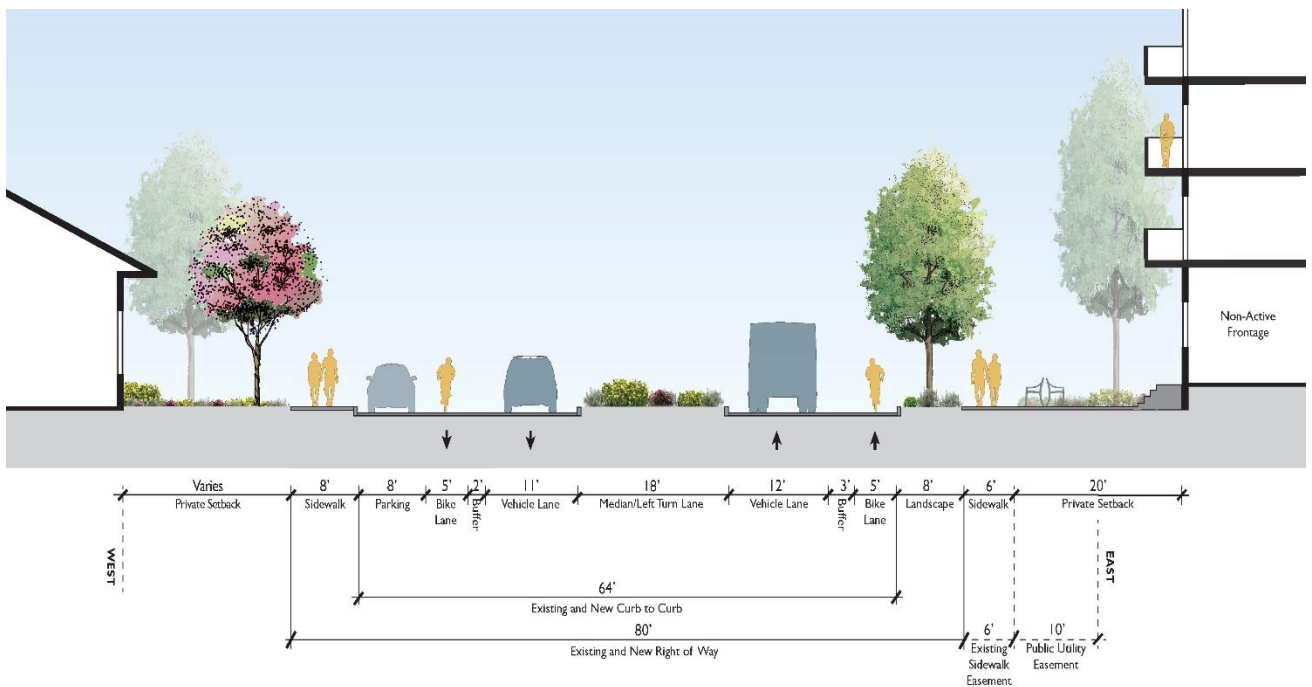 Non-Active
Frontage
Varies 8' 8' 5' 2' 11' 18' 12' 3' 5' 8' 6' 20'
Private Setback Sidewalk Parking Bike Lane Buffer Vehicle Lane Median/Left Turn Lane Vehicle Lane Buffer Bike Lane Landscape Sidewalk Private Setback
WEST
EAST
64'
Existing and New Curb to Curb
80'
Existing and New Right of Way
6'
Existing
Sidewalk
Easement
10'
Public Utility
Easement